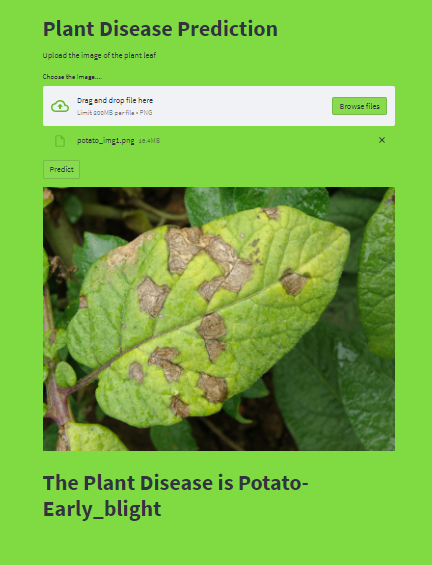 Plant Disease Prediction
Upload the image of the plant leaf
Choose the Image....
Drag and drop file here
Limit 200MB per file • PNG
Browse files
potato_img1.png 16.4MB
Predict
The Plant Disease is Potato-
Early_blight